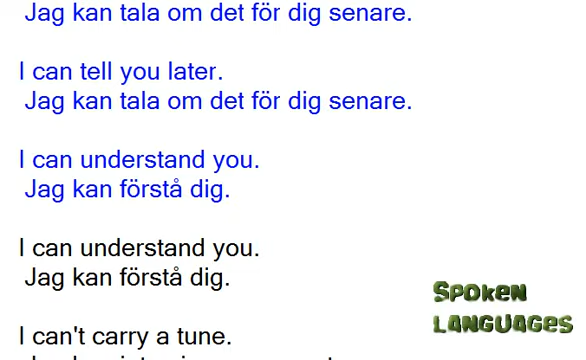 Jag kan tala om det för dig senare.
I can tell you later.
Jag kan tala om det för dig senare.
I can understand you.
Jag kan förstå dig.
I can understand you.
Jag kan förstå dig.
SPOKEN
LANGUAGES
I can't carry a tune.